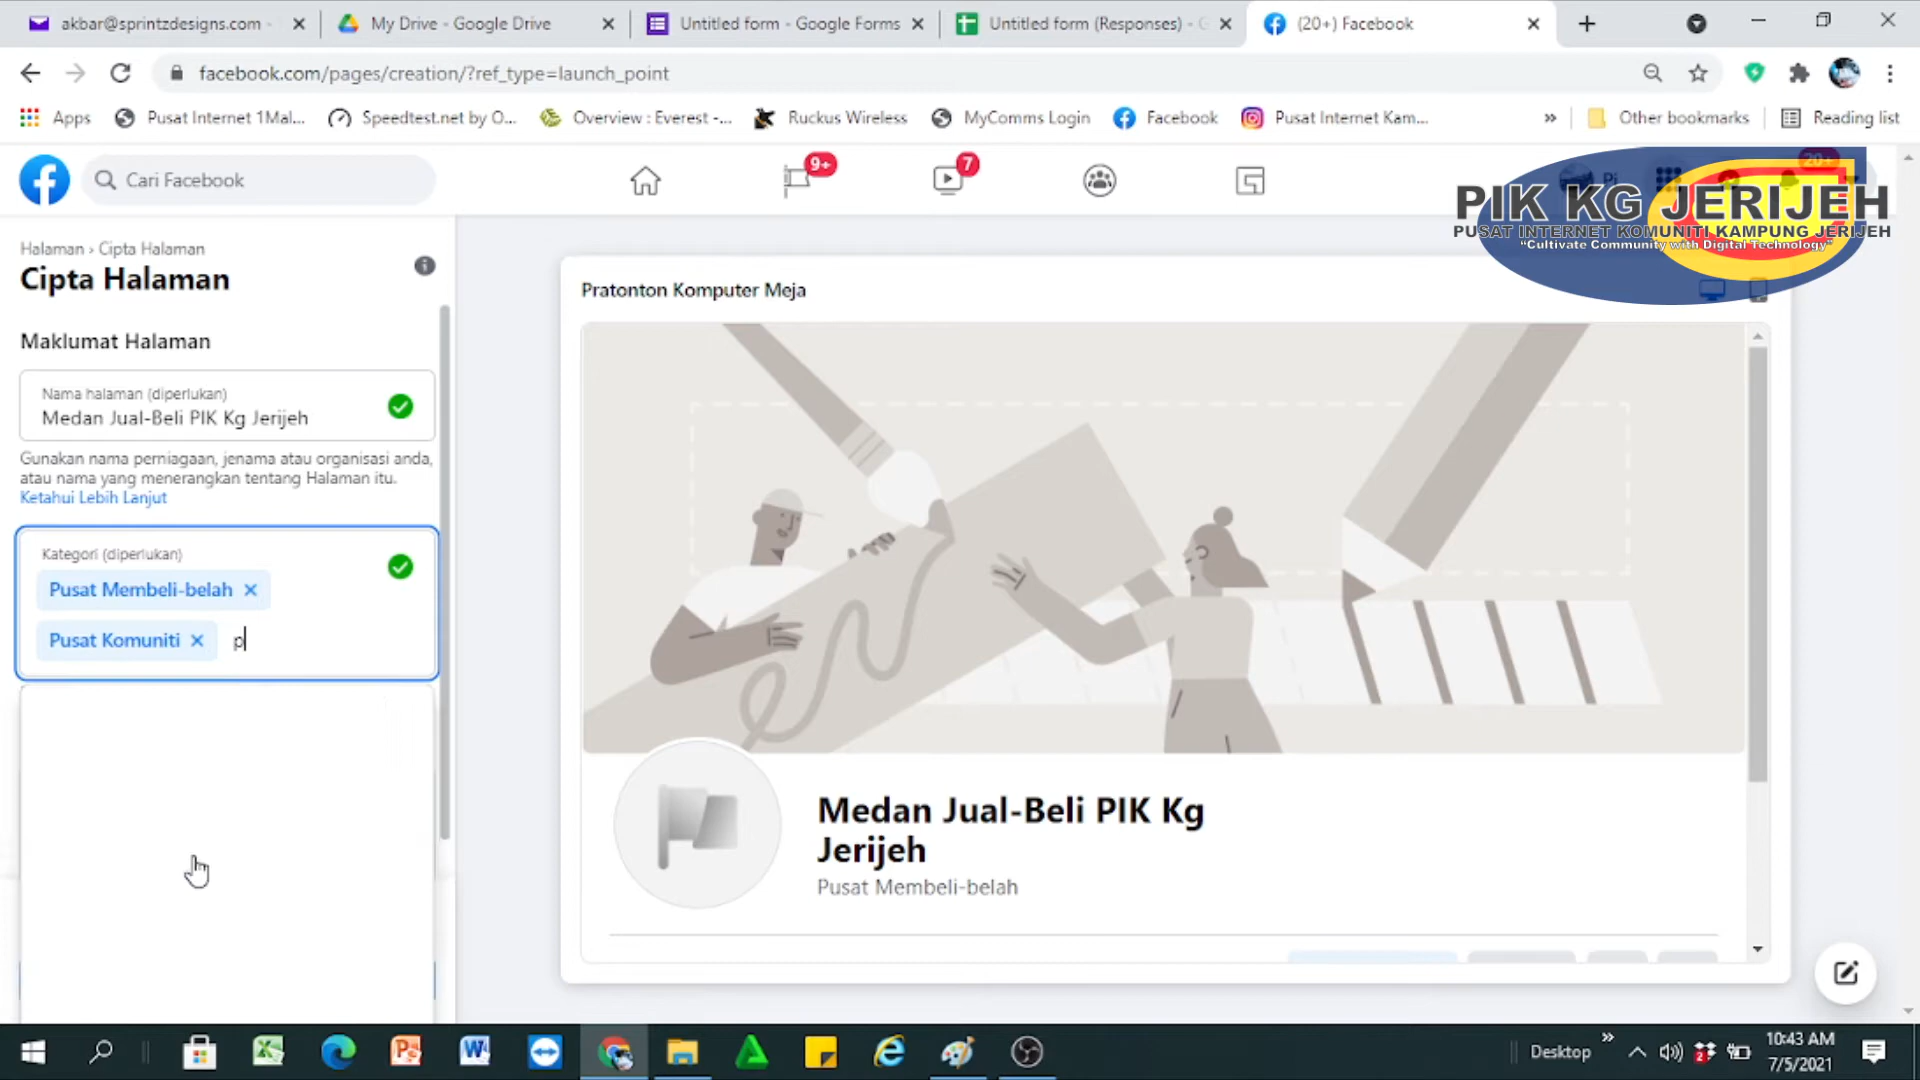 akbar@sprintzdesigns.com -
My Drive - Google Drive
Untitled form - Google Forms
Untitled form (Responses) - G
(20+) Facebook
facebook.com/pages/creation/?ref_type=launch_point
Apps
Pusat Internet 1Mal...
Speedtest.net by O...
Overview : Everest -...
Ruckus Wireless
MyComms Login
Facebook
Pusat Internet Kam...
»
Other bookmarks
Reading list
Cari Facebook
9+
7
20+
Pi
PIK KG JERIJEH
PUSAT INTERNET KOMUNITI KAMPUNG JERIJEH
“Cultivate Community with Digital Technology”
Halaman › Cipta Halaman
Cipta Halaman
Maklumat Halaman
Nama halaman (diperlukan)
Medan Jual-Beli PIK Kg Jerijeh
Gunakan nama perniagaan, jenama atau organisasi anda,
atau nama yang menerangkan tentang Halaman itu.
Ketahui Lebih Lanjut
Kategori (diperlukan)
Pusat Membeli-belah ×
Pusat Komuniti × p
Pratonton Komputer Meja
Medan Jual-Beli PIK Kg
Jerijeh
Pusat Membeli-belah
Desktop
»
10:43 AM
7/5/2021